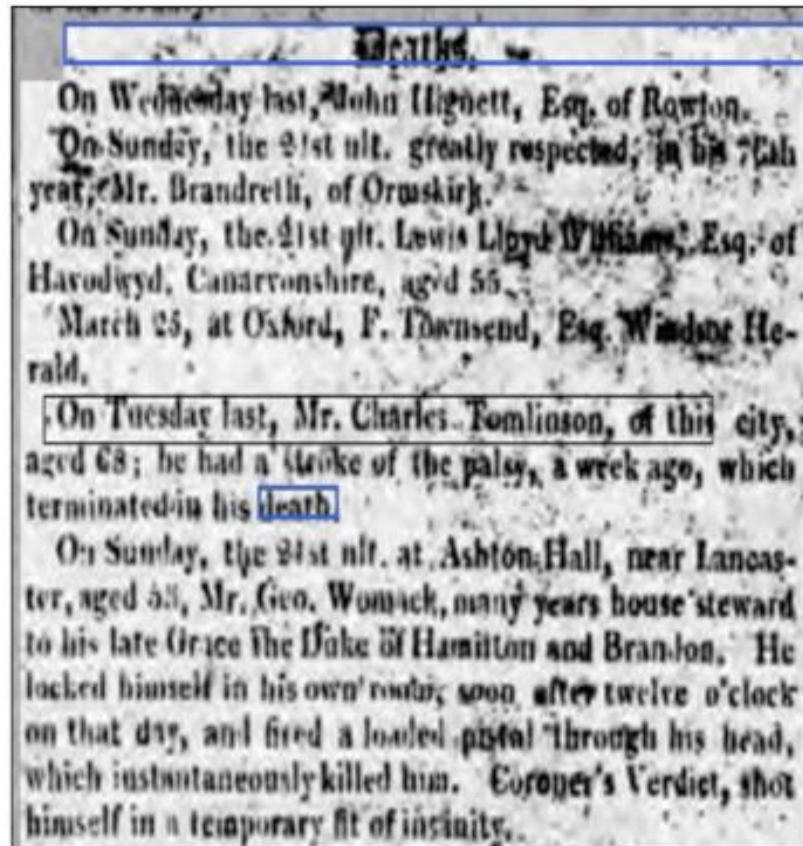 Deaths.
On Wednesday last, John Hignett, Esq. of Rowton.
On Sunday, the 21st ult. greatly respected, in his 76th
year, Mr. Brandreth, of Ormskirk.
On Sunday, the 21st ult. Lewis Lloyd Williams, Esq. of
Havodwyd, Canarvonshire, aged 55.
March 25, at Oxford, F. Townsend, Esq. Windsor He-
rald.
On Tuesday last, Mr. Charles Tomlinson, of this city,
aged 68; he had a stroke of the palsy, a week ago, which
terminated in his death.
On Sunday, the 21st ult. at Ashton Hall, near Lancas-
ter, aged 53, Mr. Geo. Womack, many years house steward
to his late Grace the Duke of Hamilton and Brandon. He
locked himself in his own room, soon after twelve o'clock
on that day, and fired a loaded pistol through his head,
which instantaneously killed him. Coroner's Verdict, shot
himself in a temporary fit of insanity.